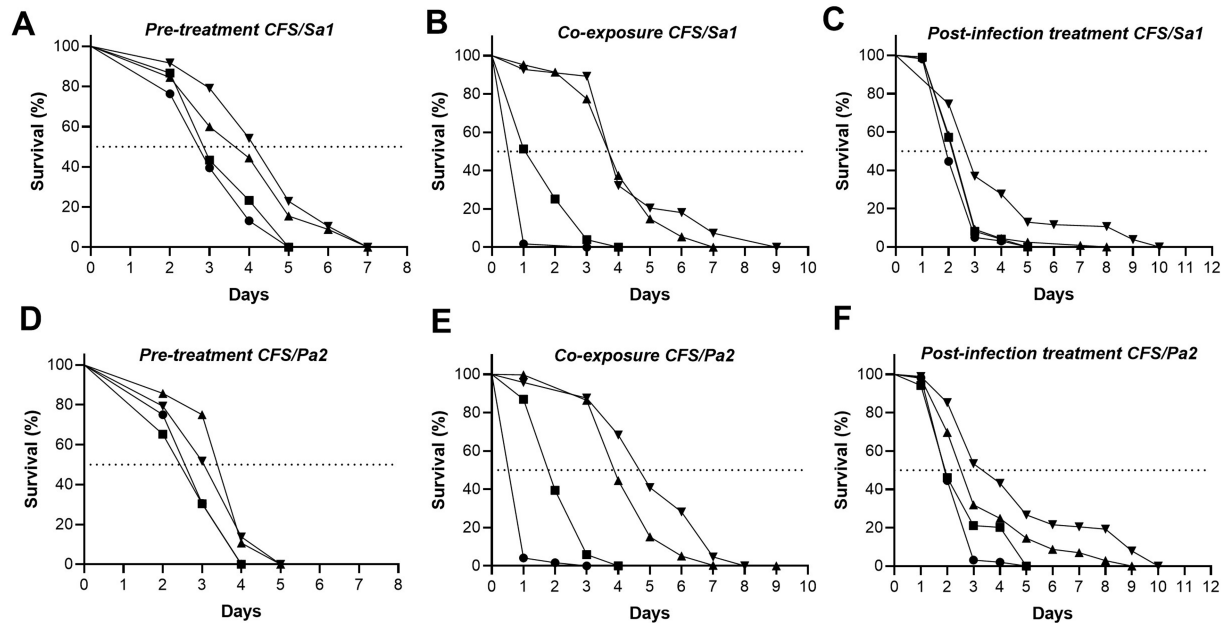 A
Pre-treatment CFS/Sa1
Survival (%)
100
80
60
40
20
0
0 1 2 3 4 5 6 7 8
Days
B
Co-exposure CFS/Sa1
Survival (%)
100
80
60
40
20
0
0 1 2 3 4 5 6 7 8 9 10
Days
C
Post-infection treatment CFS/Sa1
Survival (%)
100
80
60
40
20
0
0 1 2 3 4 5 6 7 8 9 10 11 12
Days
D
Pre-treatment CFS/Pa2
Survival (%)
100
80
60
40
20
0
0 1 2 3 4 5 6 7 8
Days
E
Co-exposure CFS/Pa2
Survival (%)
100
80
60
40
20
0
0 1 2 3 4 5 6 7 8 9 10
Days
F
Post-infection treatment CFS/Pa2
Survival (%)
100
80
60
40
20
0
0 1 2 3 4 5 6 7 8 9 10 11 12
Days